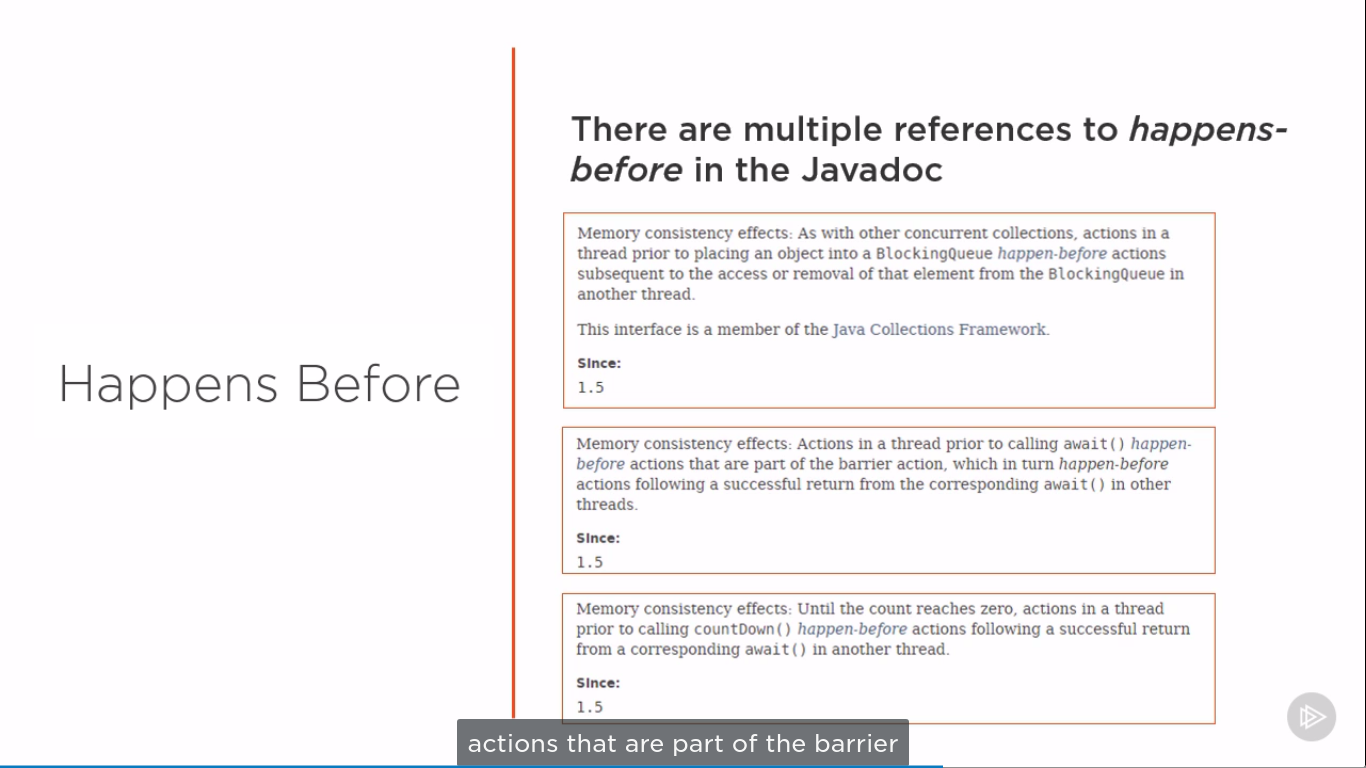 Happens Before
There are multiple references to happens-
before in the Javadoc
Memory consistency effects: As with other concurrent collections, actions in a
thread prior to placing an object into a BlockingQueue happen-before actions
subsequent to the access or removal of that element from the BlockingQueue in
another thread.
This interface is a member of the Java Collections Framework.
Since:
1.5
Memory consistency effects: Actions in a thread prior to calling await() happen-
before actions that are part of the barrier action, which in turn happen-before
actions following a successful return from the corresponding await() in other
threads.
Since:
1.5
Memory consistency effects: Until the count reaches zero, actions in a thread
prior to calling countDown() happen-before actions following a successful return
from a corresponding await() in another thread.
Since:
1.5
actions that are part of the barrier